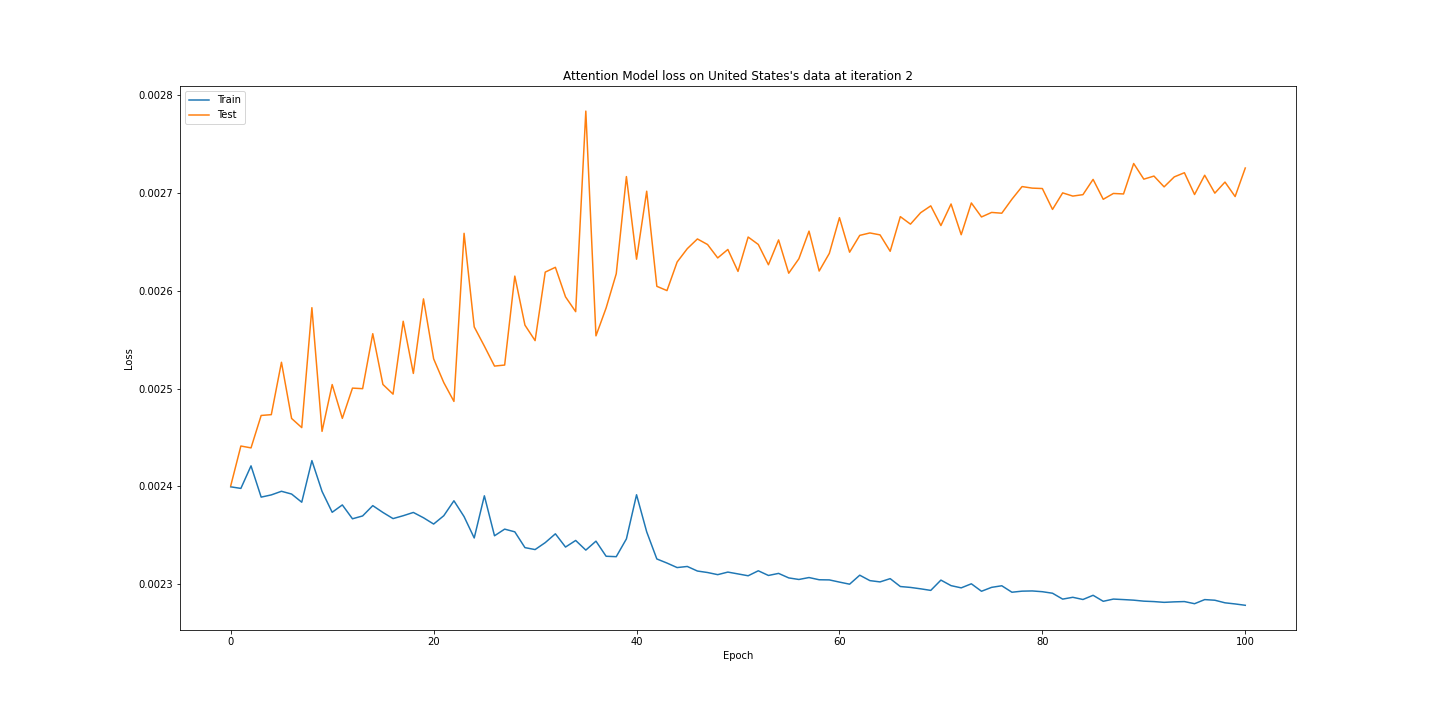 Attention Model loss on United States's data at iteration 2
Train
Test
0.0028
0.0027
0.0026
0.0025
0.0024
0.0023
Loss
0 20 40 60 80 100
Epoch